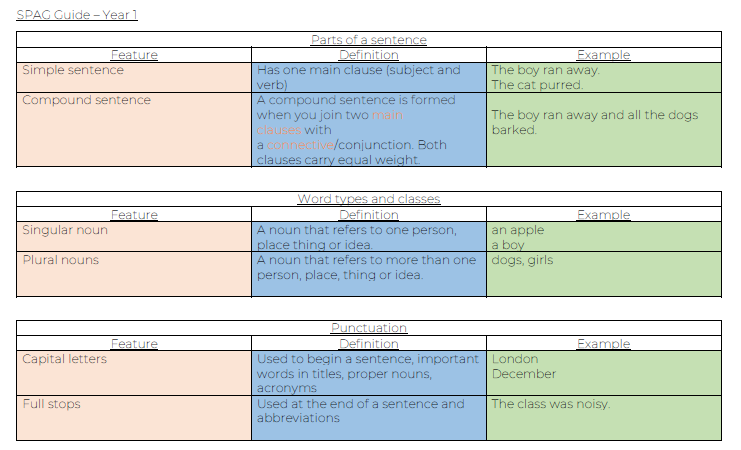 SPAG Guide – Year 1
Parts of a sentence
Feature Definition Example
Simple sentence
Has one main clause (subject and
verb)
The boy ran away.
The cat purred.
Compound sentence
A compound sentence is formed
when you join two main
clauses with
a connective/conjunction. Both
clauses carry equal weight.
The boy ran away and all the dogs
barked.
Word types and classes
Feature Definition Example
Singular noun
A noun that refers to one person,
place thing or idea.
an apple
a boy
Plural nouns
A noun that refers to more than one
person, place, thing or idea.
dogs, girls
Punctuation
Feature Definition Example
Capital letters
Used to begin a sentence, important
words in titles, proper nouns,
acronyms
London
December
Full stops
Used at the end of a sentence and
abbreviations
The class was noisy.